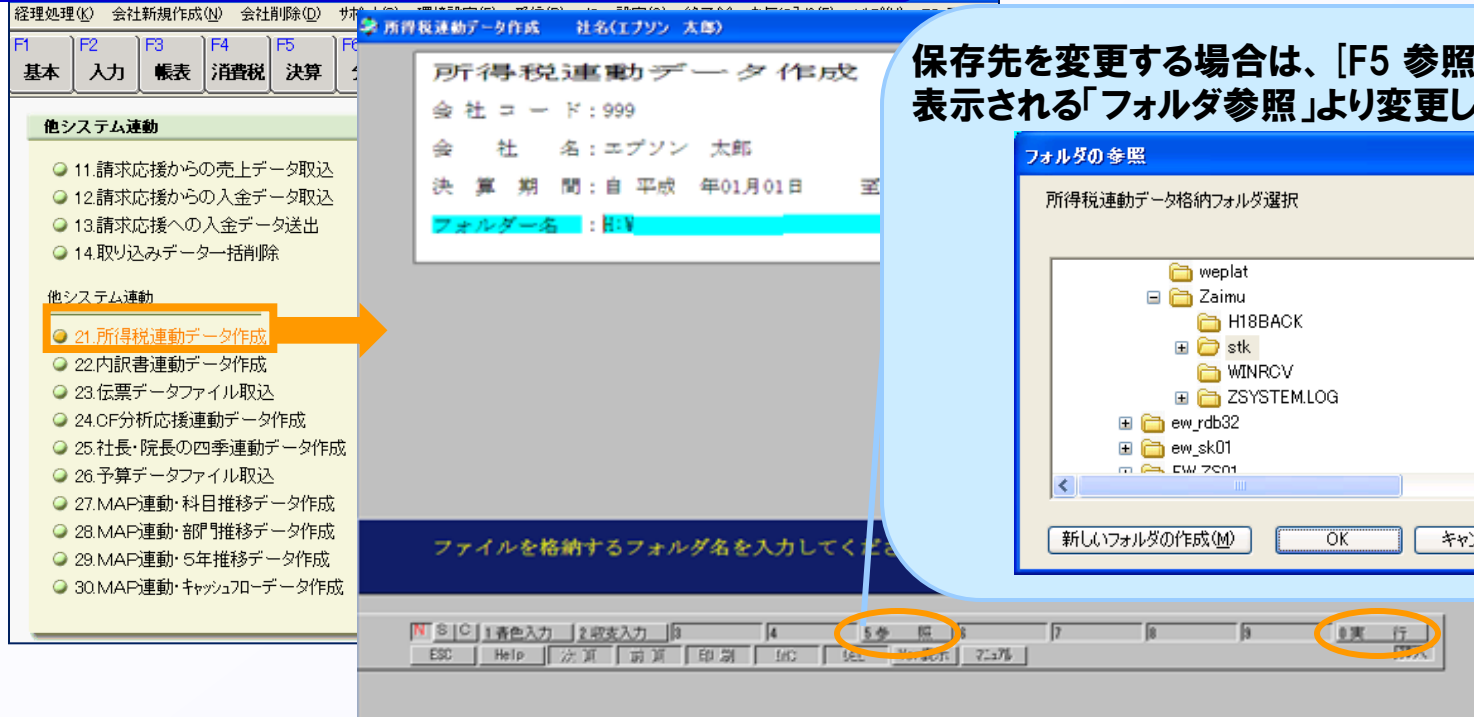 経理処理(K) 会社新規作成(N) 会社削除(D)
F1 F2 F3 F4 F5
基本 入力 帳表 消費税 決算
他システム連動
11.請求応援からの売上データ取込
12.請求応援からの入金データ取込
13.請求応援への入金データ送出
14.取り込みデータ一括削除
他システム連動
21.所得税連動データ作成
22.内訳書連動データ作成
23.伝票データファイル取込
24.CF分析応援連動データ作成
25.社長・院長の四季連動データ作成
26.予算データファイル取込
27.MAP連動・科目推移データ作成
28.MAP連動・部門推移データ作成
29.MAP連動・5年推移データ作成
30.MAP連動・キャッシュフローデータ作成
所得税連動データ作成 社名(エプソン 太郎)
所得税連動データ作成
会社コード:999
会社名:エプソン 太郎
決算期間:自 平成 年01月01日 至
フォルダー名 :H:¥
ファイルを格納するフォルダ名を入力してくだ
保存先を変更する場合は、[F5 参照
表示される「フォルダ参照」より変更し
フォルダの参照
所得税連動データ格納フォルダ選択
weplat
Zaimu
H18BACK
stk
WINRCV
ZSYSTEM.LOG
ew_rdb32
ew_sk01
新しいフォルダの作成(M) OK キャン
N S C 1青色入力 2収支入力 3 4 5参 照 6 7 8 9 0実 行
ESC Help 次頁 前頁 印刷 マニュアル